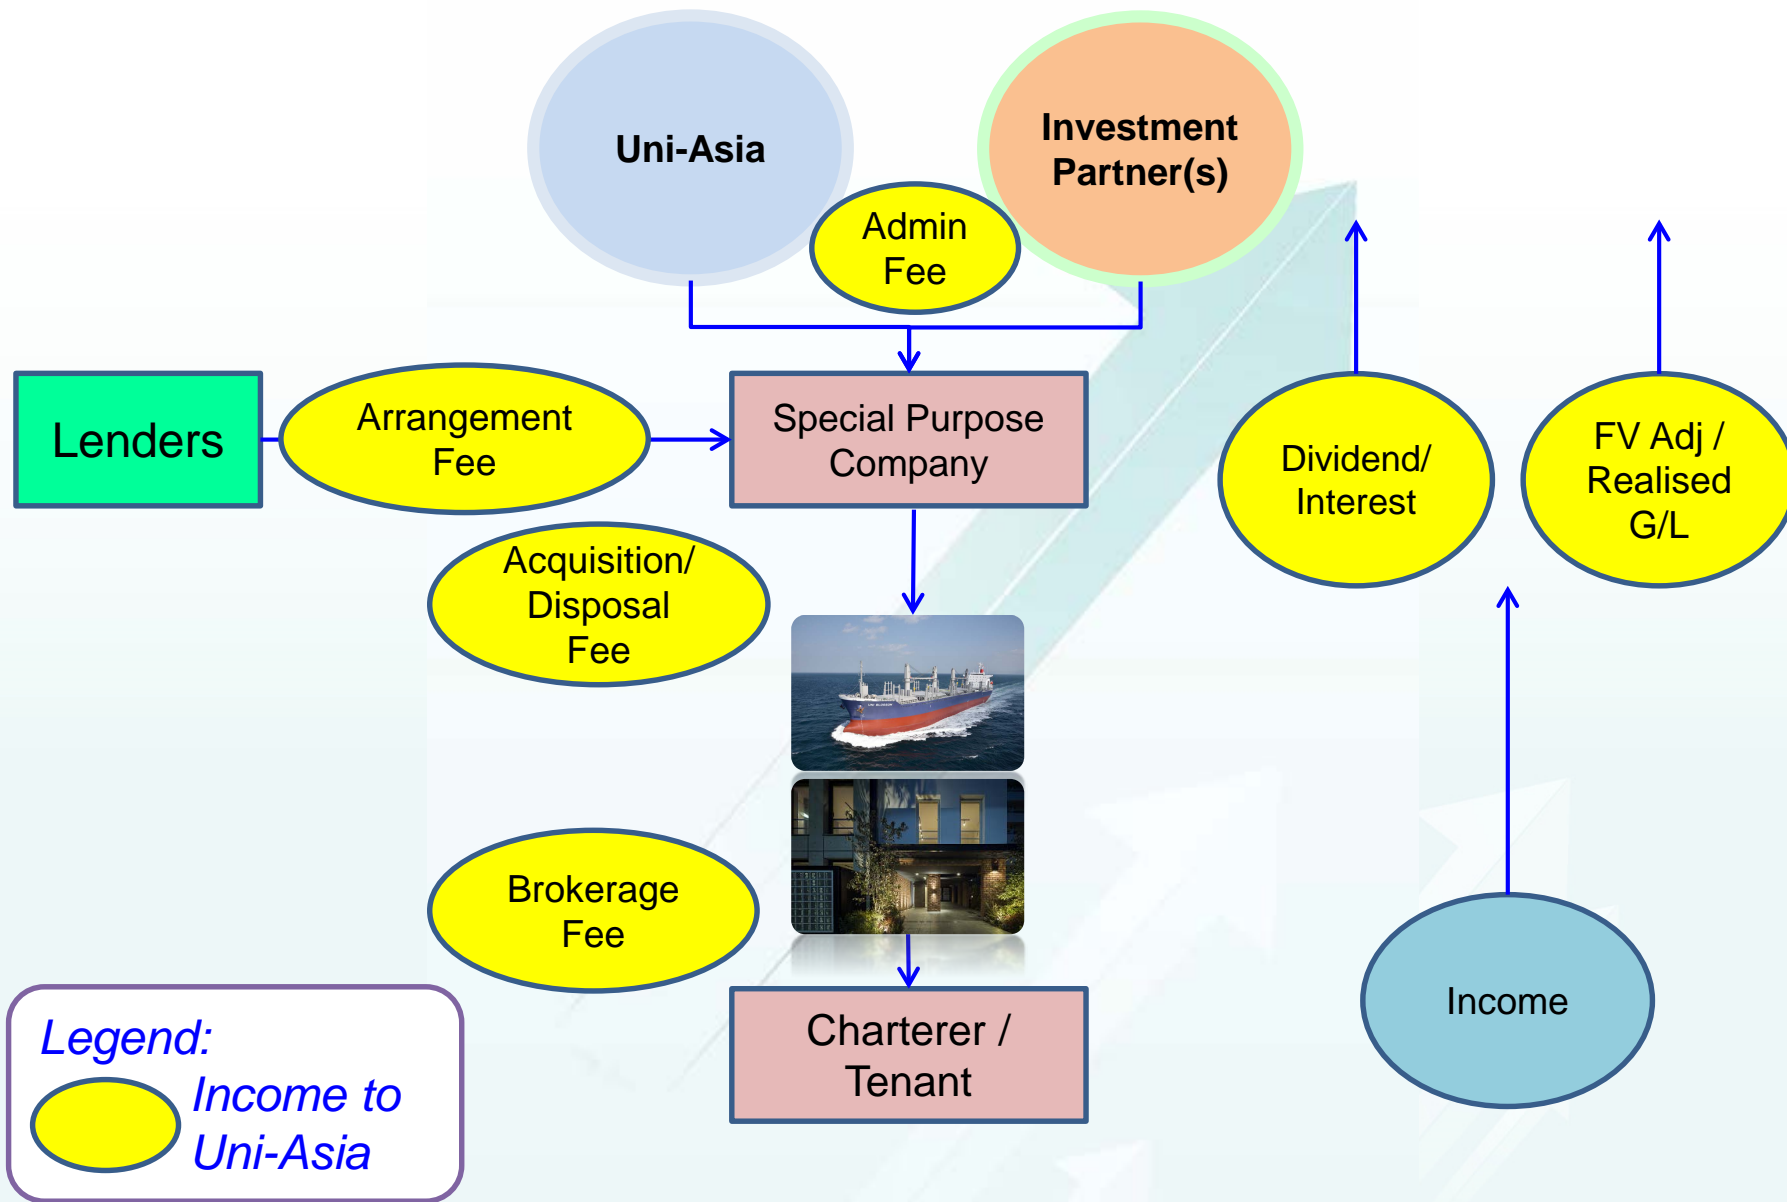 Uni-Asia
Investment
Partner(s)
Admin
Fee
Lenders
Arrangement
Fee
Special Purpose
Company
Dividend/
Interest
FV Adj /
Realised
G/L
Acquisition/
Disposal
Fee
Brokerage
Fee
Income
Charterer /
Tenant
Legend:
Income to
Uni-Asia